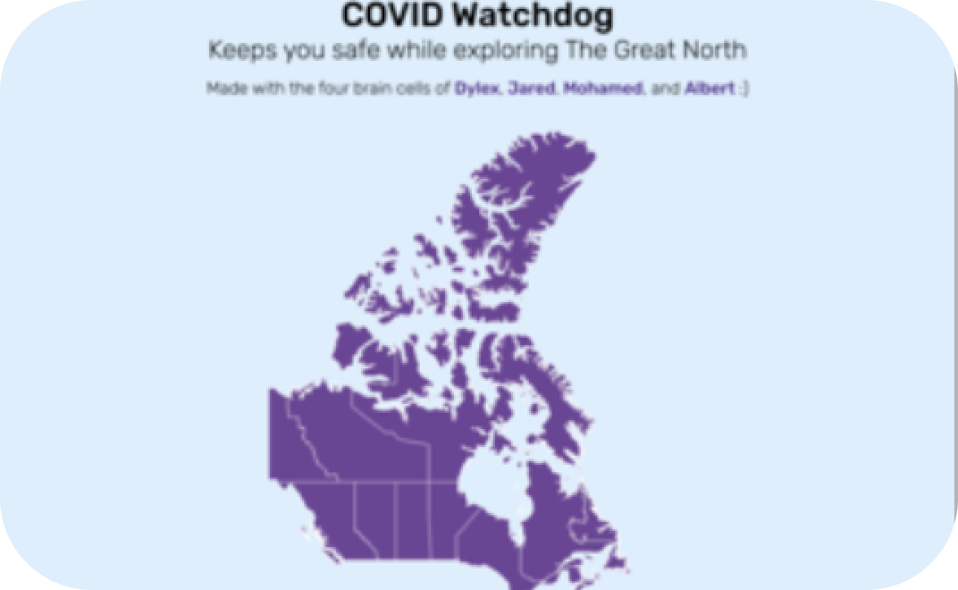 COVID Watchdog
Keeps you safe while exploring The Great North
Made with the four brain cells of Dylex, Jared, Mohamed, and Albert :]